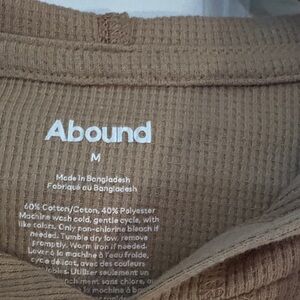 Abound
M
Made in Bangladesh
Fabriqué au Bangladesh
60% Cotton/Coton, 40% Polyester
Machine wash cold, gentle cycle, with
like colors. Only non-chlorine bleach if
needed. Tumble dry low, remove
promptly. Warm iron if needed.
Laver à la machine à l'eau froide,
cycle délicat, avec des couleurs
Utiliser seulement un